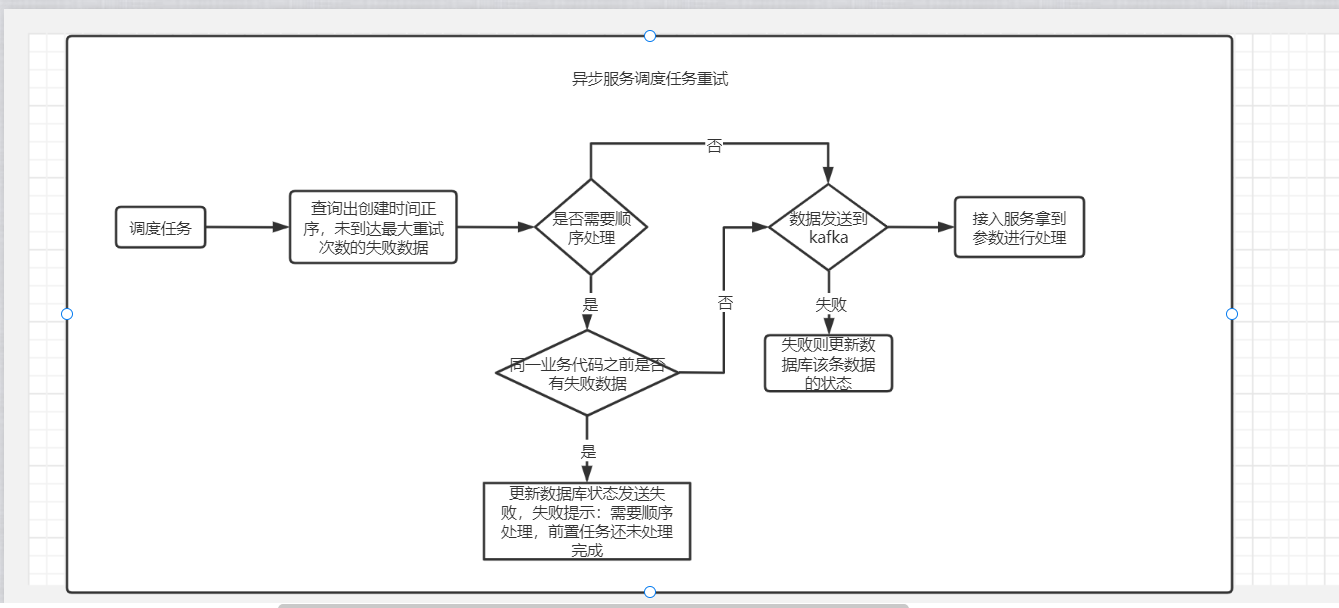 异步服务调度任务重试
否
调度任务
查询出创建时间正
序，未到达最大重试
次数的失败数据
是否需要顺
序处理
数据发送到
kafka
接入服务拿到
参数进行处理
是
否
失败
同一业务代码之前是否
有失败数据
失败则更新数
据库该条数据
的状态
是
更新数据库状态发送失
败，失败提示：需要顺序
处理，前置任务还未处理
完成